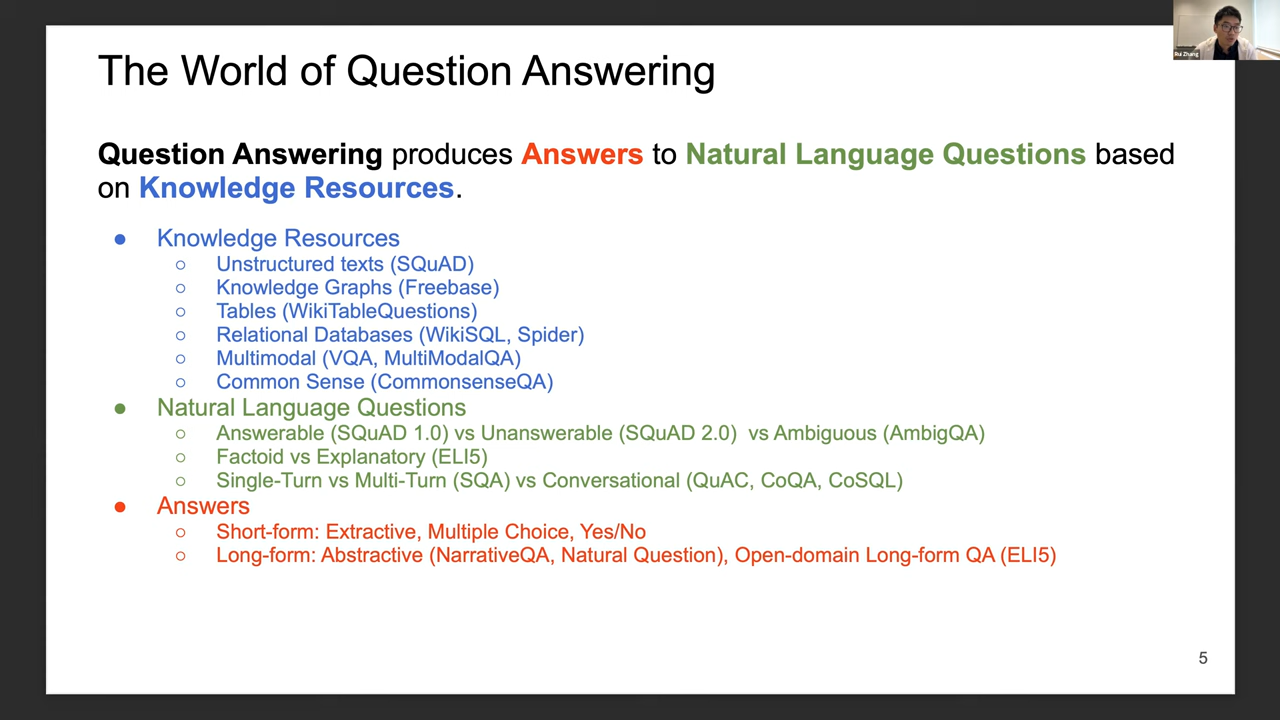 The World of Question Answering
Rui Zhang
Question Answering produces Answers to Natural Language Questions based
on Knowledge Resources.
● Knowledge Resources
○ Unstructured texts (SQuAD)
○ Knowledge Graphs (Freebase)
○ Tables (WikiTableQuestions)
○ Relational Databases (WikiSQL, Spider)
○ Multimodal (VQA, MultiModalQA)
○ Common Sense (CommonsenseQA)
● Natural Language Questions
○ Answerable (SQuAD 1.0) vs Unanswerable (SQuAD 2.0)  vs Ambiguous (AmbigQA)
○ Factoid vs Explanatory (ELI5)
○ Single-Turn vs Multi-Turn (SQA) vs Conversational (QuAC, CoQA, CoSQL)
● Answers
○ Short-form: Extractive, Multiple Choice, Yes/No
○ Long-form: Abstractive (NarrativeQA, Natural Question), Open-domain Long-form QA (ELI5)
5